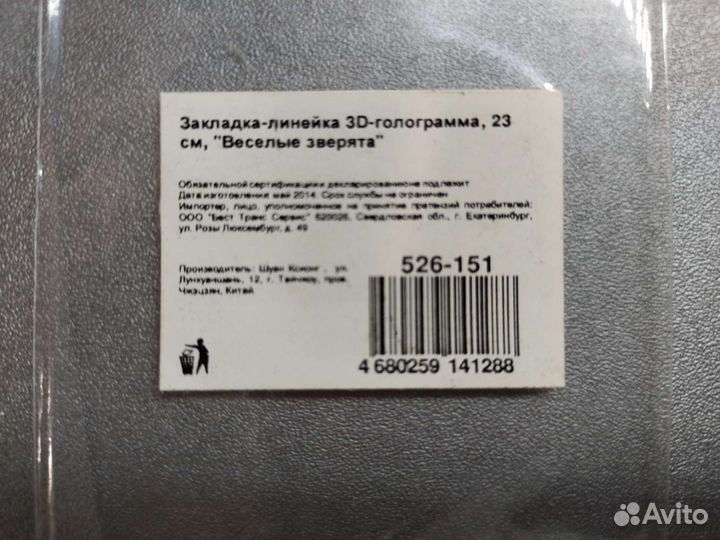 Закладка-линейка 3D-голограмма, 23
см, "Веселые зверята"
Обязательной сертификации и декларированию не подлежит
Дата изготовления май 2014. Срок службы не ограничен
Импортер, лицо, уполномоченное на принятие претензий потребителей:
ООО "Бест Транс Сервис" 620026, Свердловская обл., г. Екатеринбург,
ул. Розы Люксембург, д. 49
Производитель: Шуан , ул.
12, г. Тайчжоу, пров.
Чжэцзян, Китай
526-151
4 680259 141288
Avito